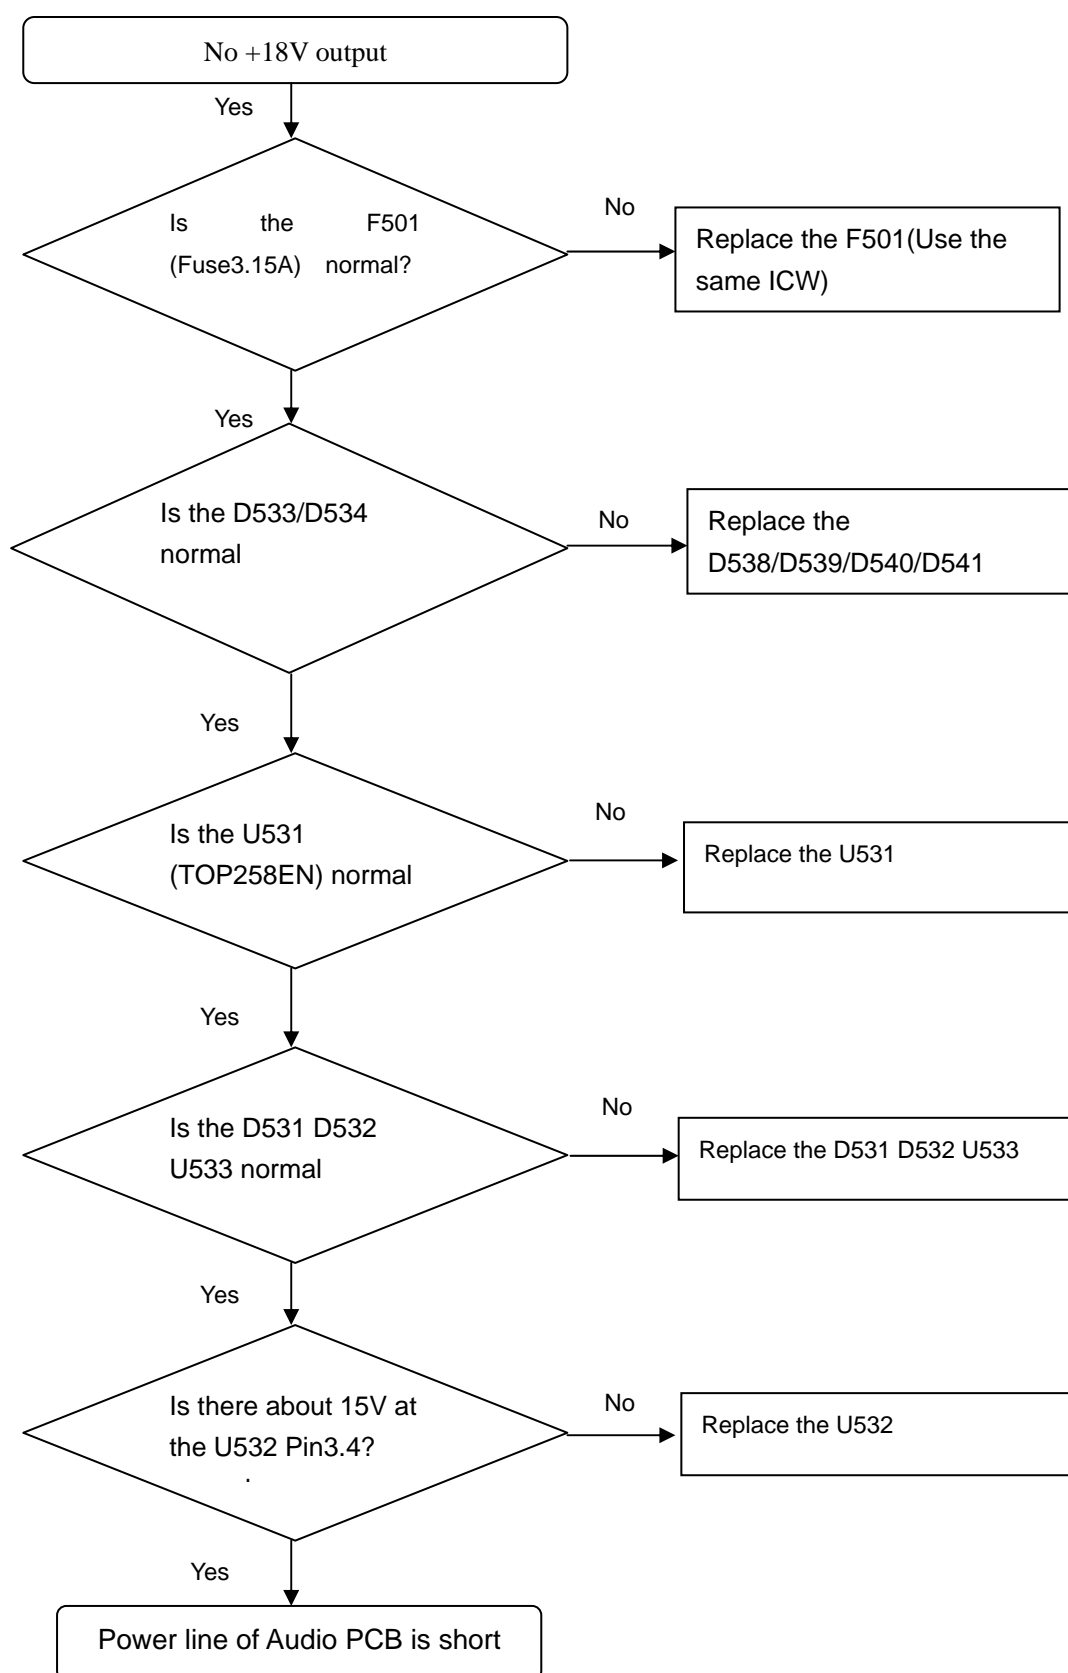 No +18V output
Yes
Is the F501
(Fuse3.15A) normal?
No
Replace the F501(Use the
same ICW)
Yes
Is the D533/D534
normal
No
Replace the
D538/D539/D540/D541
Yes
Is the U531
(TOP258EN) normal
No
Replace the U531
Yes
Is the D531 D532
U533 normal
No
Replace the D531 D532 U533
Yes
Is there about 15V at
the U532 Pin3.4?
.
No
Replace the U532
Yes
Power line of Audio PCB is short